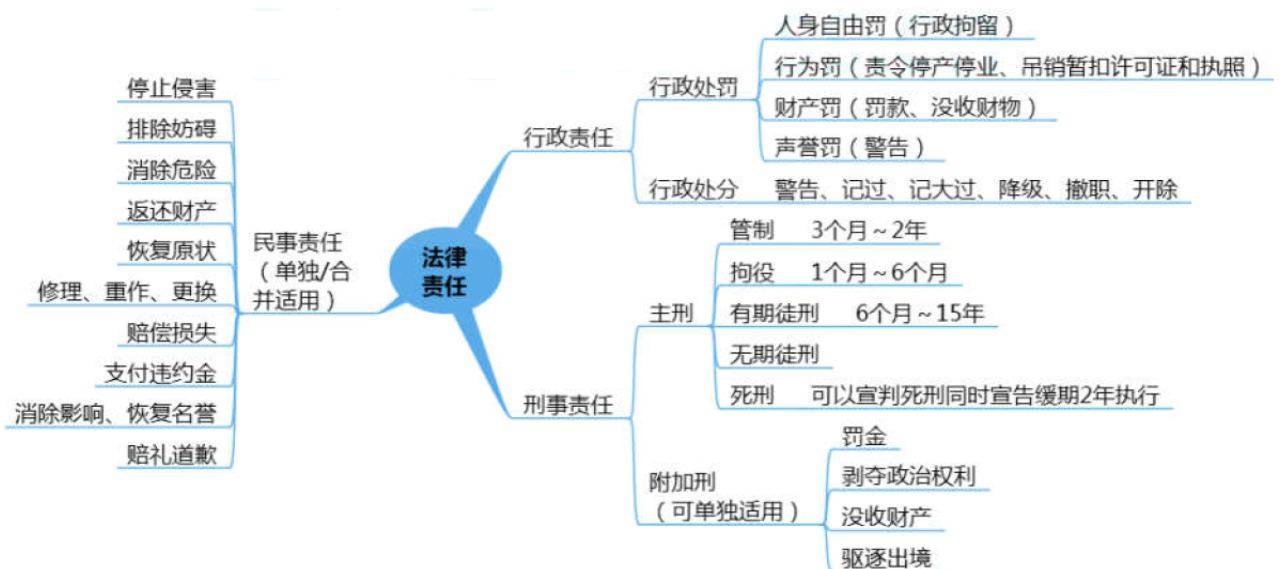 法律
责任
民事责任
（单独/合
并适用）
停止侵害
排除妨碍
消除危险
返还财产
恢复原状
修理、重作、更换
赔偿损失
支付违约金
消除影响、恢复名誉
赔礼道歉
行政责任
行政处罚
人身自由罚（行政拘留）
行为罚（责令停产停业、吊销暂扣许可证和执照）
财产罚（罚款、没收财物）
声誉罚（警告）
行政处分 警告、记过、记大过、降级、撤职、开除
刑事责任
主刑
管制 3个月～2年
拘役 1个月～6个月
有期徒刑 6个月～15年
无期徒刑
死刑 可以宣判死刑同时宣告缓期2年执行
附加刑
（可单独适用）
罚金
剥夺政治权利
没收财产
驱逐出境